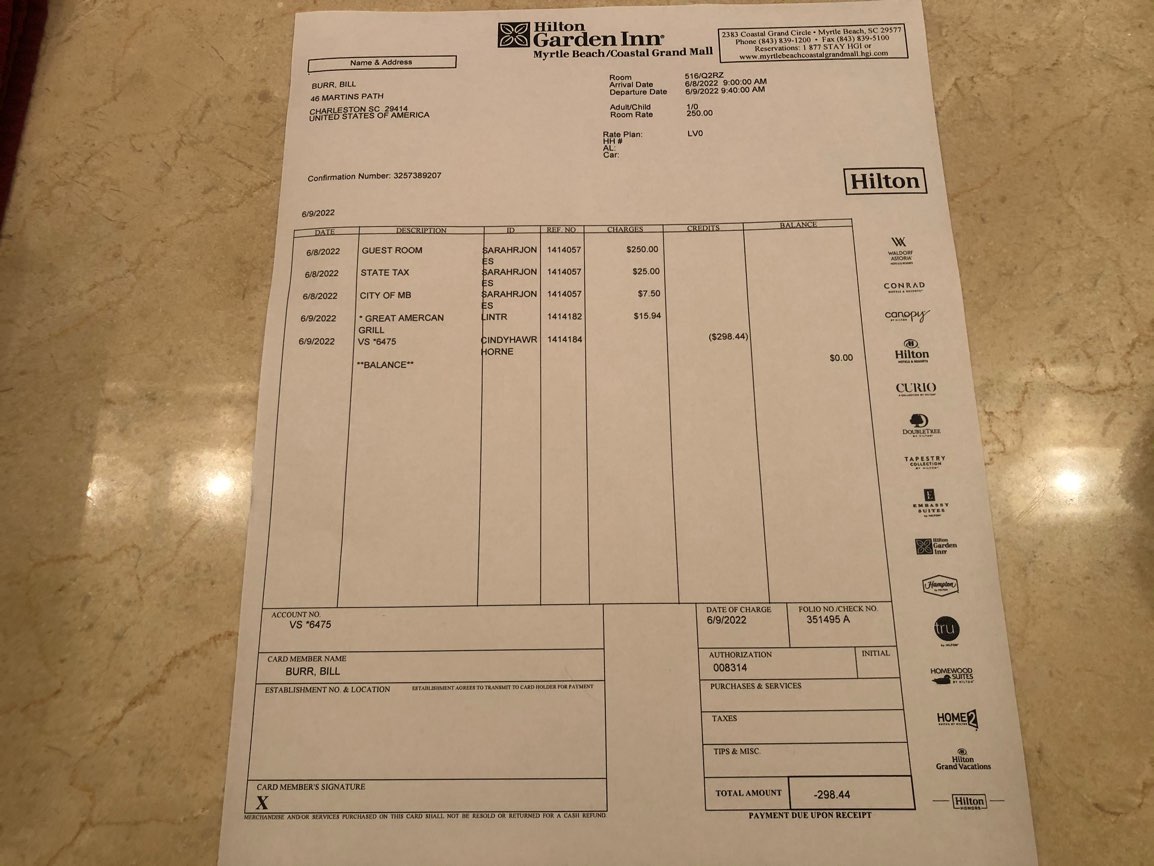 Hilton
Garden Inn®
Myrtle Beach/Coastal Grand Mall
2383 Coastal Grand Circle • Myrtle Beach, SC 29577
Phone (843) 839-1200 • Fax (843) 839-5100
Reservations: 1 877 STAY HGI or
www.myrtlebeachcoastalgrandmall.hgi.com
Name & Address
BURR, BILL
46 MARTINS PATH
CHARLESTON SC 29414
UNITED STATES OF AMERICA
Room 516/Q2RZ
Arrival Date 6/8/2022 9:00:00 AM
Departure Date 6/9/2022 9:40:00 AM
Adult/Child 1/0
Room Rate 250.00
Rate Plan: LV0
HH #
AL:
Car:
Confirmation Number: 3257389207
Hilton
6/9/2022
DATE DESCRIPTION ID REF. NO CHARGES CREDITS BALANCE
6/8/2022 GUEST ROOM SARAHRJON 1414057 $250.00
ES
6/8/2022 STATE TAX SARAHRJON 1414057 $25.00
ES
6/8/2022 CITY OF MB SARAHRJON 1414057 $7.50
ES
6/9/2022 * GREAT AMERCAN LINTR 1414182 $15.94
GRILL
6/9/2022 VS *6475 CINDYHAWR 1414184 ($298.44)
HORNE
**BALANCE** $0.00
WALDORF
ASTORIA
CONRAD
HOTELS & RESORTS
canopy
BY HILTON
Hilton
HOTELS & RESORTS
CURIO
A COLLECTION BY HILTON
DOUBLETREE
BY HILTON
TAPESTRY
COLLECTION
BY HILTON
E
EMBASSY
SUITES
by HILTON
Hilton
Garden
Inn
Hampton
by HILTON
tru
by HILTON
HOMEWOOD
SUITES
BY HILTON
HOME2
SUITES BY HILTON
Hilton
Grand Vacations
Hilton
HONORS
ACCOUNT NO.
VS *6475
CARD MEMBER NAME
BURR, BILL
ESTABLISHMENT NO. & LOCATION ESTABLISHMENT AGREES TO TRANSMIT TO CARD HOLDER FOR PAYMENT
CARD MEMBER'S SIGNATURE
X
MERCHANDISE AND/OR SERVICES PURCHASED ON THIS CARD SHALL NOT BE RESOLD OR RETURNED FOR A CASH REFUND.
DATE OF CHARGE FOLIO NO./CHECK NO.
6/9/2022 351495 A
AUTHORIZATION INITIAL
008314
PURCHASES & SERVICES
TAXES
TIPS & MISC.
TOTAL AMOUNT -298.44
PAYMENT DUE UPON RECEIPT